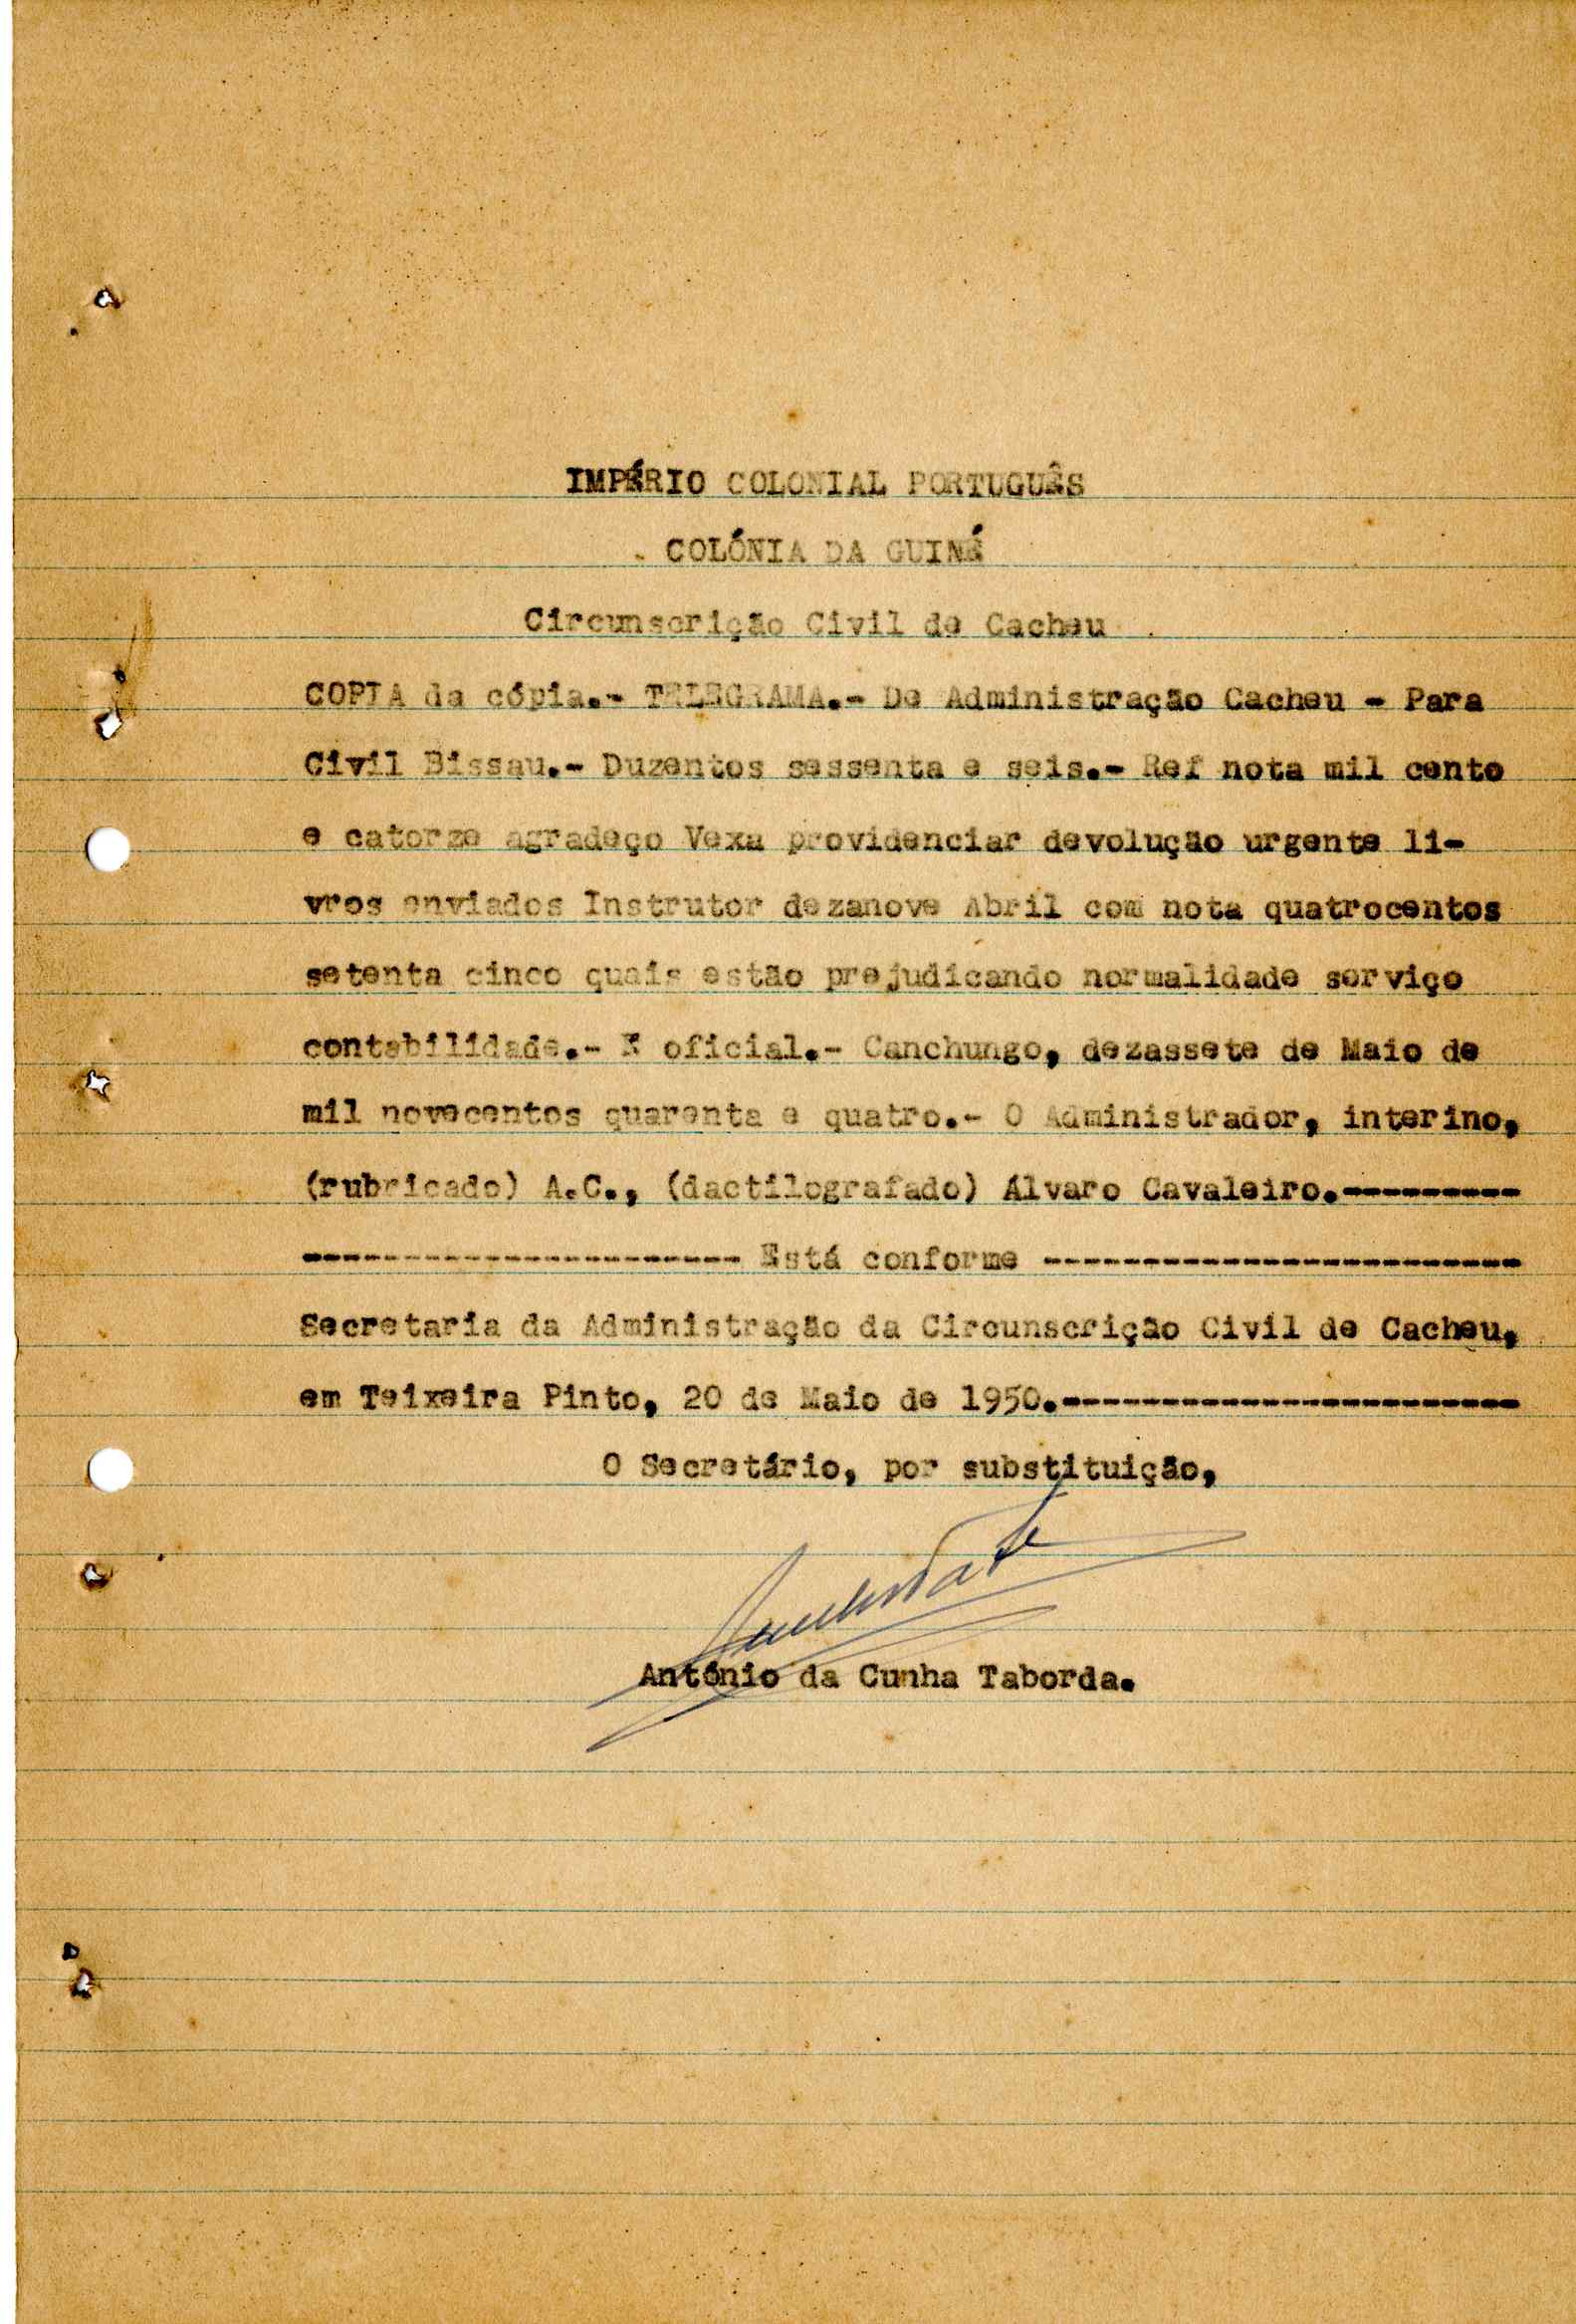 IMPÉRIO COLONIAL PORTUGUÊS
COLÓNIA DA GUINÉ
Circunscrição Civil de Cacheu
COPIA da cópia.- TELEGRAMA.- De Administração Cacheu - Para
Civil Bissau.- Duzentos sessenta e seis.- Ref nota mil cento
e catorze agradeço Vexa providenciar devolução urgente li-
vros enviados Instrutor dezanove Abril com nota quatrocentos
setenta cinco quais estão prejudicando normalidade serviço
contabilidade.- E oficial.- Canchungo, dezassete de Maio de
mil novecentos quarenta e quatro.- O Administrador, interino,
(rubricado) A.C., (dactilografado) Álvaro Cavaleiro.---------
---------------------- Está conforme ------------------------
Secretaria da Administração da Circunscrição Civil de Cacheu,
em Teixeira Pinto, 20 de Maio de 1950.-----------------------
O Secretário, por substituição,
António da Cunha Taborda.